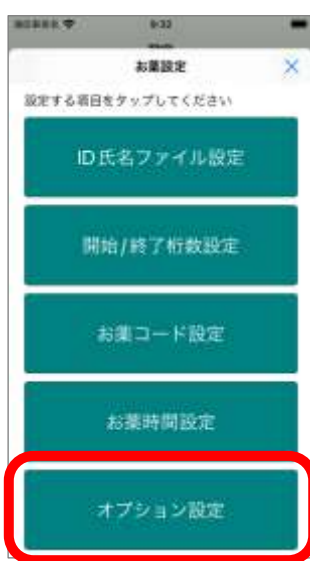 9:32
お薬設定
設定する項目をタップしてください
ID氏名ファイル設定
開始/終了桁数設定
お薬コード設定
お薬時間設定
オプション設定